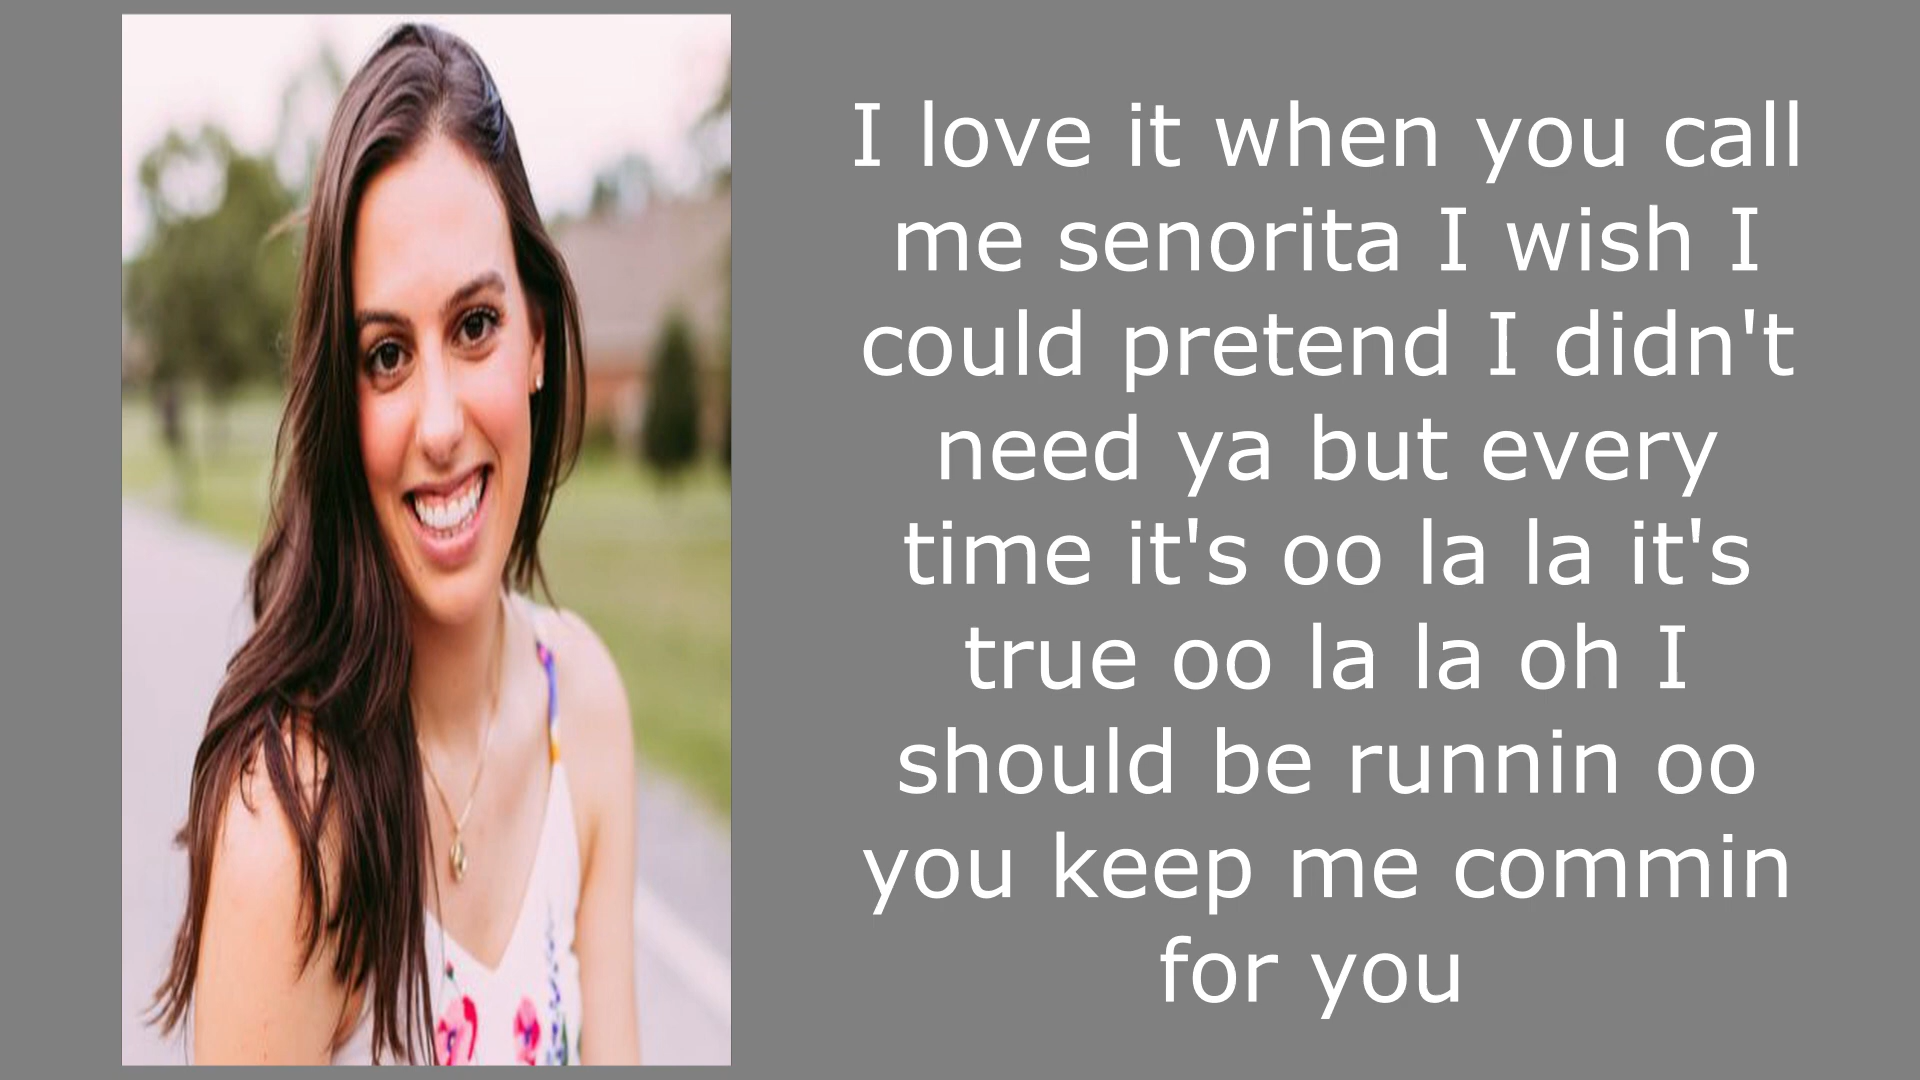 I love it when you call
me senorita I wish I
could pretend I didn't
need ya but every
time it's oo la la it's
true oo la la oh I
should be runnin oo
you keep me commin
for you